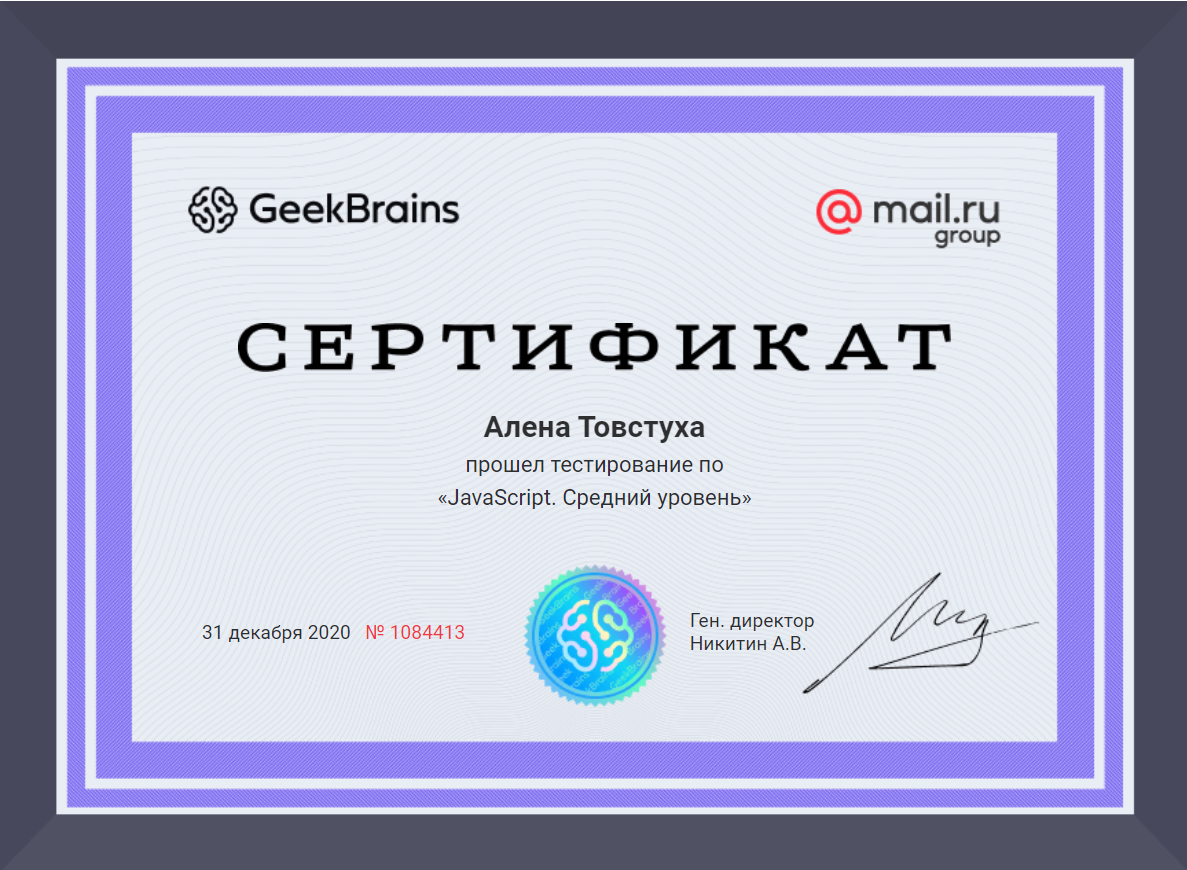 GeekBrains
@mail.ru
group
СЕРТИФИКАТ
Алена Товстуха
прошел тестирование по
«JavaScript. Средний уровень»
31 декабря 2020 № 1084413
Ген. директор
Никитин А.В.